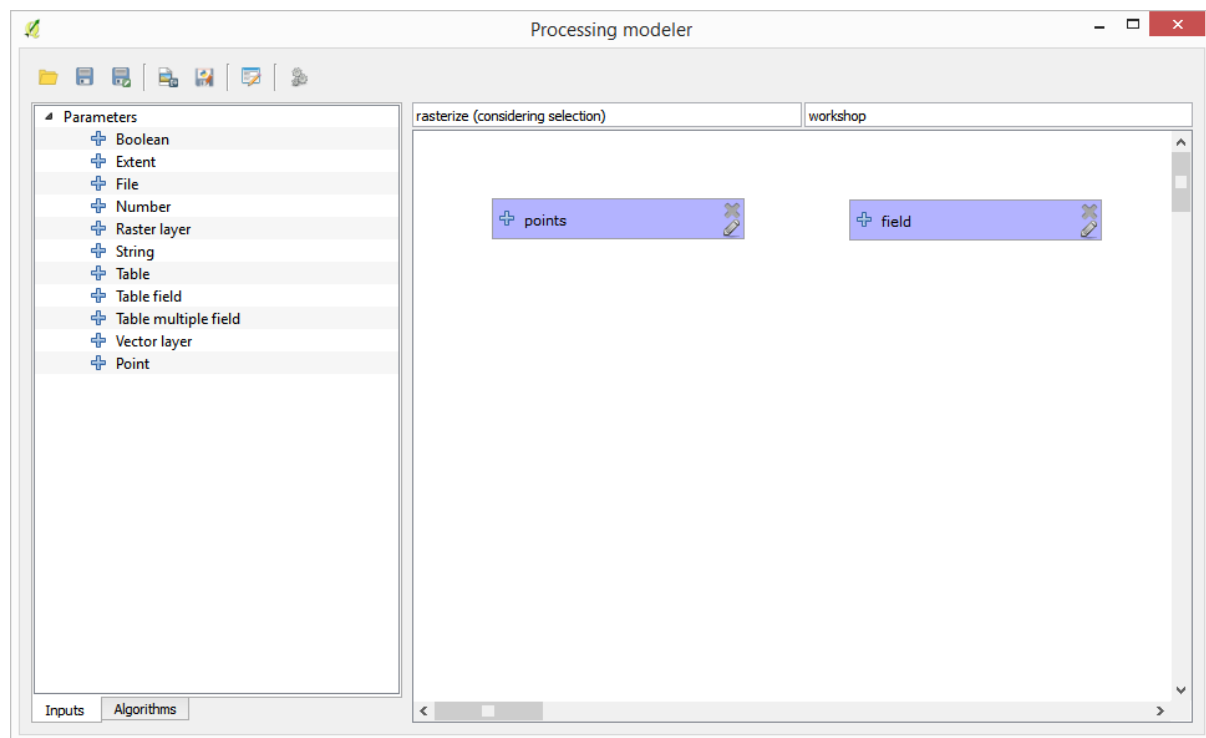 Processing modeler
Parameters
Boolean
Extent
File
Number
Raster layer
String
Table
Table field
Table multiple field
Vector layer
Point
Inputs Algorithms
rasterize (considering selection) workshop
points field